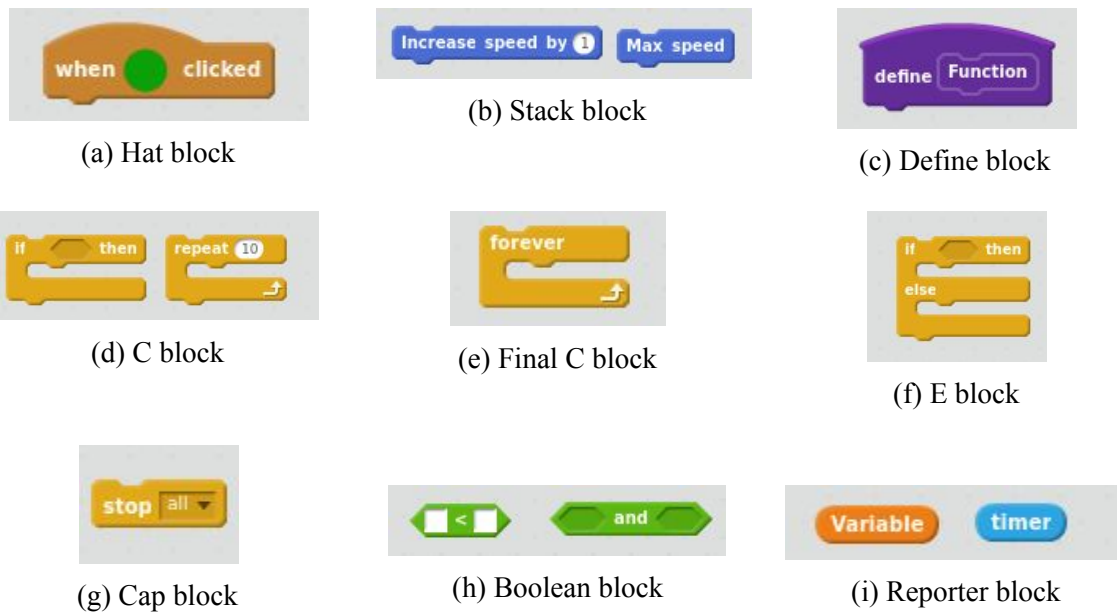 when clicked
Increase speed by 1 Max speed
define Function
(a) Hat block
(b) Stack block
(c) Define block
if then repeat 10
forever
if then
else
(d) C block
(e) Final C block
(f) E block
stop all
< and
Variable timer
(g) Cap block
(h) Boolean block
(i) Reporter block